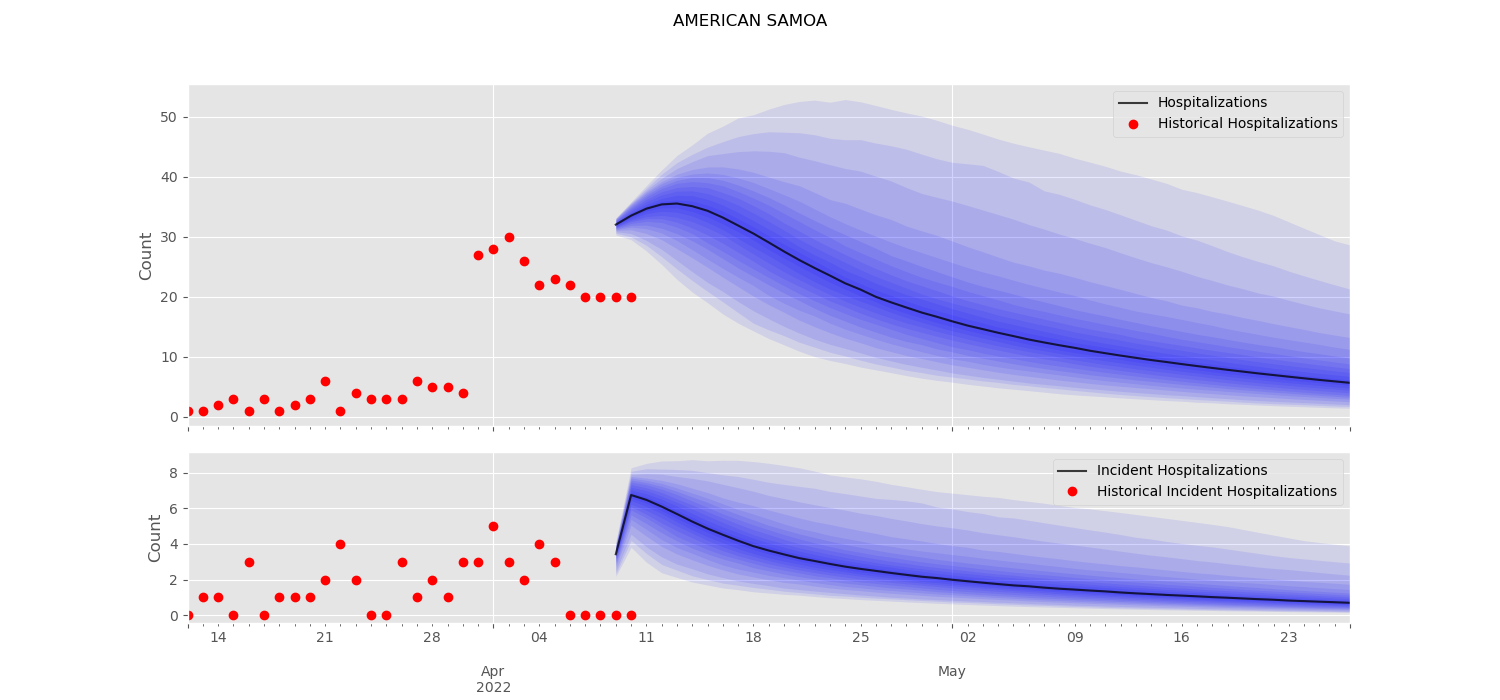 AMERICAN SAMOA
Hospitalizations
Historical Hospitalizations
50
40
30
20
10
0
Count
Incident Hospitalizations
Historical Incident Hospitalizations
8
6
4
2
0
Count
14 21 28 04 11 18 25 02 09 16 23
Apr May
2022